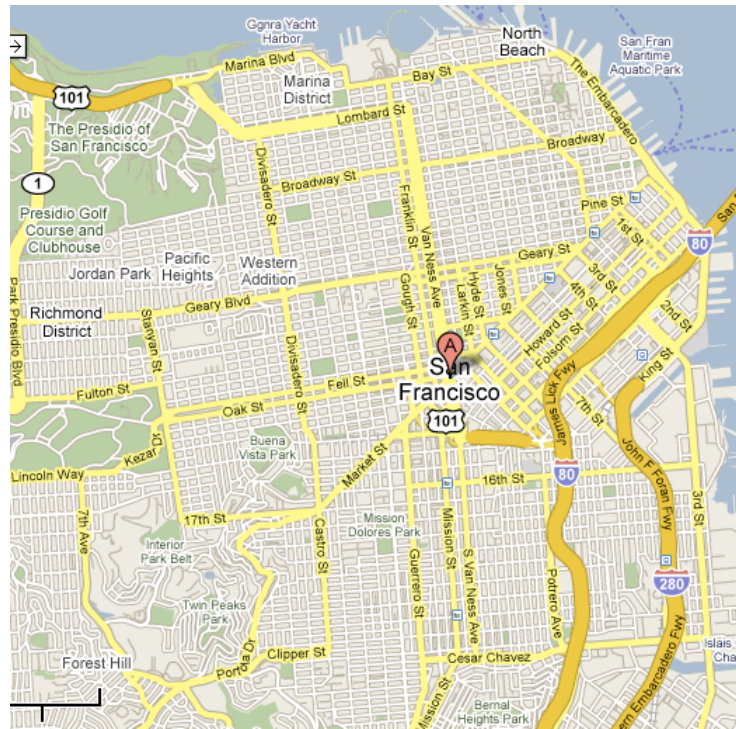 Ggnra Yacht
Harbor
North
Beach
San Fran
Maritime
Aquatic Park
→
Marina Blvd
Bay St
The Embarcadero
101
Marina
District
Lombard St
The Presidio of
San Francisco
Divisadero St
Broadway
Broadway St
1
Franklin St
Pine St
Presidio Golf
Course and
Clubhouse
Van Ness Ave
1st St
80
San
Pacific
Heights
Western
Addition
Geary St
Jordan Park
Gough St
Hyde St
Larkin St
Jones St
3rd St
4th St
Park Presidio Blvd
Geary Blvd
Richmond
District
Stanyan St
Howard St
Folsom St
2nd St
Divisadero St
A
San
Francisco
King St
Fulton St
Fell St
Oak St
James Lick Fwy
7th St
101
Kezar Dr
Buena
Vista Park
Market St
John F Foran Fwy
Lincoln Way
80
16th St
3rd St
7th Ave
17th St
Castro St
Mission
Dolores Park
Mission St
Interior
Park Belt
Guerrero St
S Van Ness Ave
Potrero Ave
280
Twin Peaks
Park
Portola Dr
Clipper St
Forest Hill
Cesar Chavez
Islais
Cha
ern Embarcadero Fwy
Mission St
Bernal
Heights Park